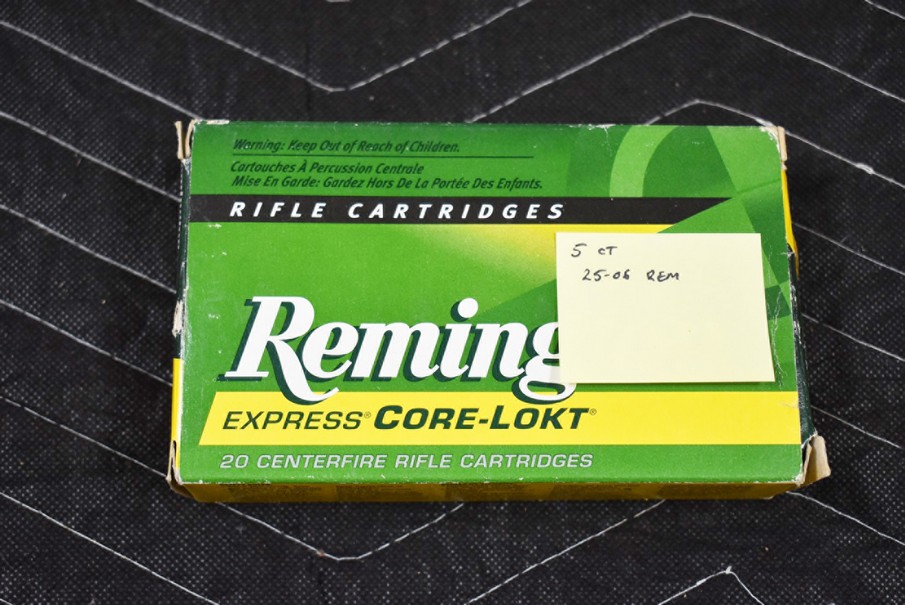 Warning: Keep Out of Reach of Children.
Cartouches À Percussion Centrale
Mise En Garde: Gardez Hors De La Portée Des Enfants.
RIFLE CARTRIDGES
5 CT
25-06 REM
Reming
EXPRESS® CORE-LOKT®
20 CENTERFIRE RIFLE CARTRIDGES